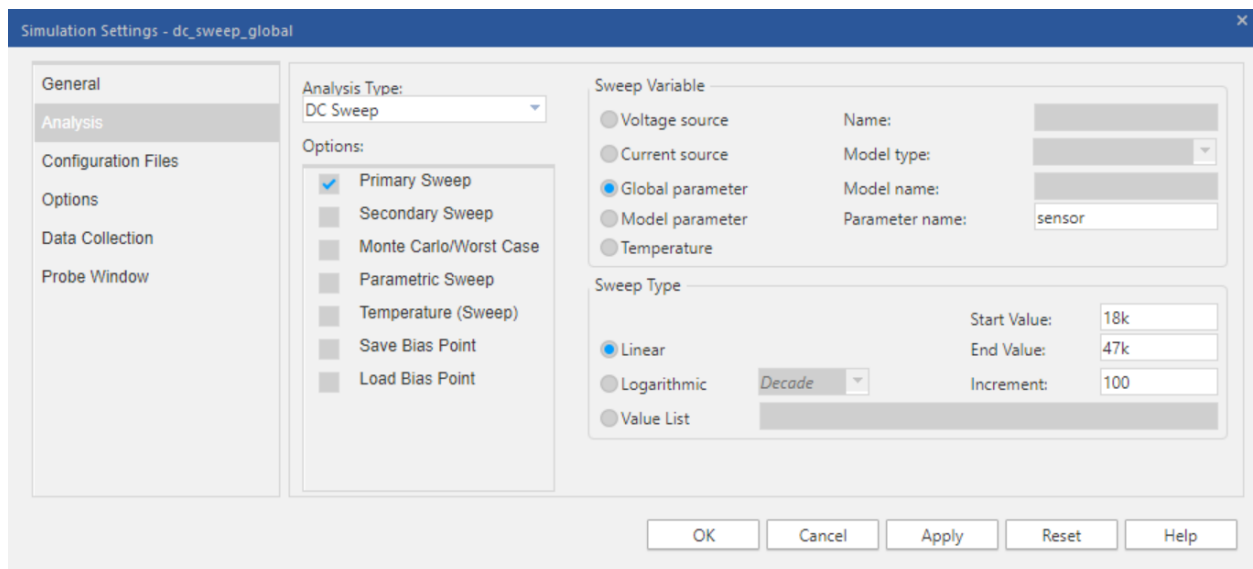 Simulation Settings - dc_sweep_global
×
General
Analysis
Configuration Files
Options
Data Collection
Probe Window
Analysis Type:
DC Sweep
Options:
Primary Sweep
Secondary Sweep
Monte Carlo/Worst Case
Parametric Sweep
Temperature (Sweep)
Save Bias Point
Load Bias Point
Sweep Variable
Voltage source
Current source
Global parameter
Model parameter
Temperature
Name:
Model type:
Model name:
Parameter name: sensor
Sweep Type
Linear
Logarithmic Decade
Value List
Start Value: 18k
End Value: 47k
Increment: 100
OK Cancel Apply Reset Help